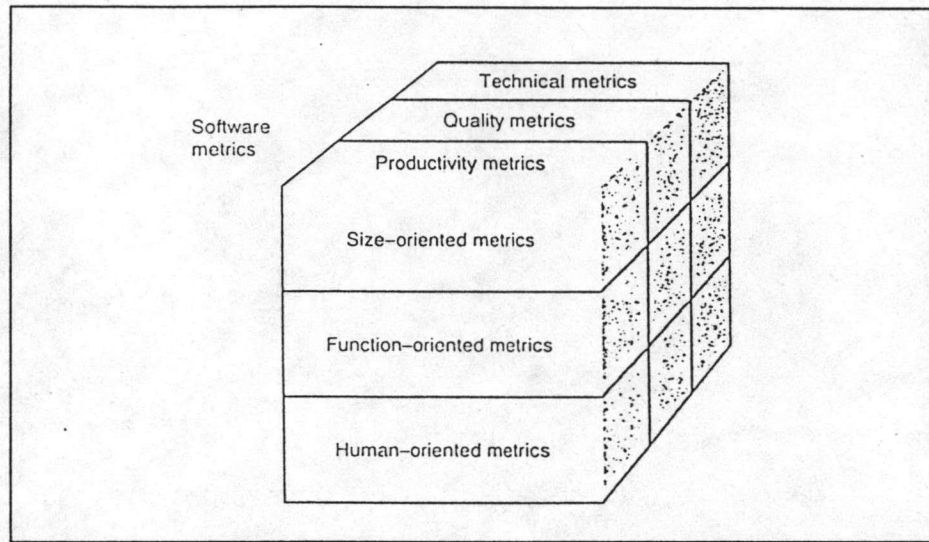 Technical metrics
Quality metrics
Software
metrics
Productivity metrics
Size–oriented metrics
Function–oriented metrics
Human–oriented metrics